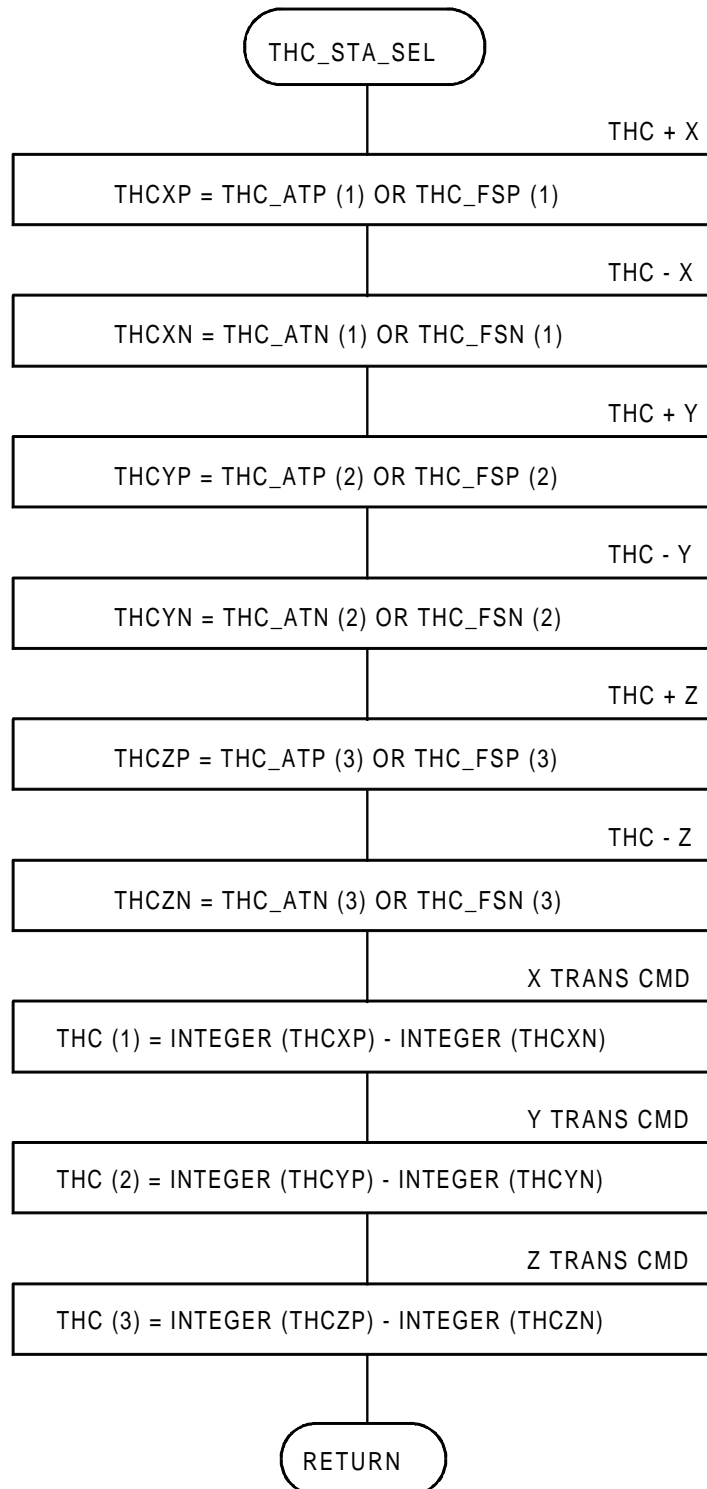 THC_STA_SEL
THC + X
THCXP = THC_ATP (1) OR THC_FSP (1)
THC - X
THCXN = THC_ATN (1) OR THC_FSN (1)
THC + Y
THCYP = THC_ATP (2) OR THC_FSP (2)
THC - Y
THCYN = THC_ATN (2) OR THC_FSN (2)
THC + Z
THCZP = THC_ATP (3) OR THC_FSP (3)
THC - Z
THCZN = THC_ATN (3) OR THC_FSN (3)
X TRANS CMD
THC (1) = INTEGER (THCXP) - INTEGER (THCXN)
Y TRANS CMD
THC (2) = INTEGER (THCYP) - INTEGER (THCYN)
Z TRANS CMD
THC (3) = INTEGER (THCZP) - INTEGER (THCZN)
RETURN